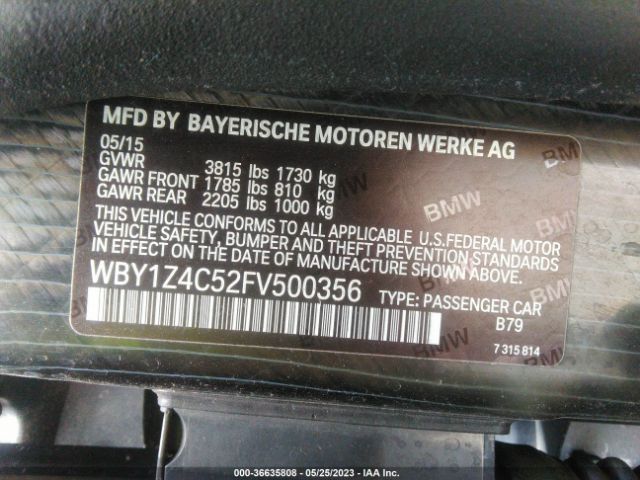 MFD BY BAYERISCHE MOTOREN WERKE AG
05/15
GVWR 3815 lbs 1730 kg
GAWR FRONT 1785 lbs 810 kg
GAWR REAR 2205 lbs 1000 kg
THIS VEHICLE CONFORMS TO ALL APPLICABLE U.S.FEDERAL MOTOR
VEHICLE SAFETY, BUMPER AND THEFT PREVENTION STANDARDS
IN EFFECT ON THE DATE OF MANUFACTURE SHOWN ABOVE.
WBY1Z4C52FV500356 TYPE: PASSENGER CAR
B79
7 315 814
000-36635808 - 05/25/2023 - IAA Inc.